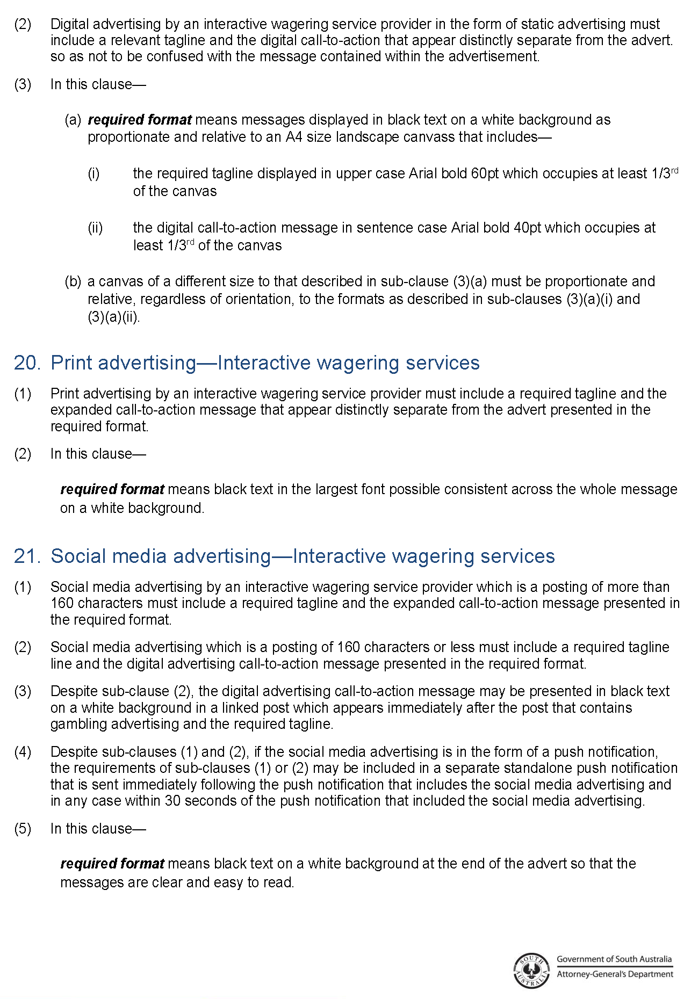 (2) Digital advertising by an interactive wagering service provider in the form of static advertising must
include a relevant tagline and the digital call-to-action that appear distinctly separate from the advert.
so as not to be confused with the message contained within the advertisement.
(3) In this clause—
(a) required format means messages displayed in black text on a white background as
proportionate and relative to an A4 size landscape canvass that includes—
(i) the required tagline displayed in upper case Arial bold 60pt which occupies at least 1/3rd
of the canvas
(ii) the digital call-to-action message in sentence case Arial bold 40pt which occupies at
least 1/3rd of the canvas
(b) a canvas of a different size to that described in sub-clause (3)(a) must be proportionate and
relative, regardless of orientation, to the formats as described in sub-clauses (3)(a)(i) and
(3)(a)(ii).
20. Print advertising—Interactive wagering services
(1) Print advertising by an interactive wagering service provider must include a required tagline and the
expanded call-to-action message that appear distinctly separate from the advert presented in the
required format.
(2) In this clause—
required format means black text in the largest font possible consistent across the whole message
on a white background.
21. Social media advertising—Interactive wagering services
(1) Social media advertising by an interactive wagering service provider which is a posting of more than
160 characters must include a required tagline and the expanded call-to-action message presented in
the required format.
(2) Social media advertising which is a posting of 160 characters or less must include a required tagline
line and the digital advertising call-to-action message presented in the required format.
(3) Despite sub-clause (2), the digital advertising call-to-action message may be presented in black text
on a white background in a linked post which appears immediately after the post that contains
gambling advertising and the required tagline.
(4) Despite sub-clauses (1) and (2), if the social media advertising is in the form of a push notification,
the requirements of sub-clauses (1) or (2) may be included in a separate standalone push notification
that is sent immediately following the push notification that includes the social media advertising and
in any case within 30 seconds of the push notification that included the social media advertising.
(5) In this clause—
required format means black text on a white background at the end of the advert so that the
messages are clear and easy to read.
SOUTH
AUSTRALIA
Government of South Australia
Attorney-General's Department